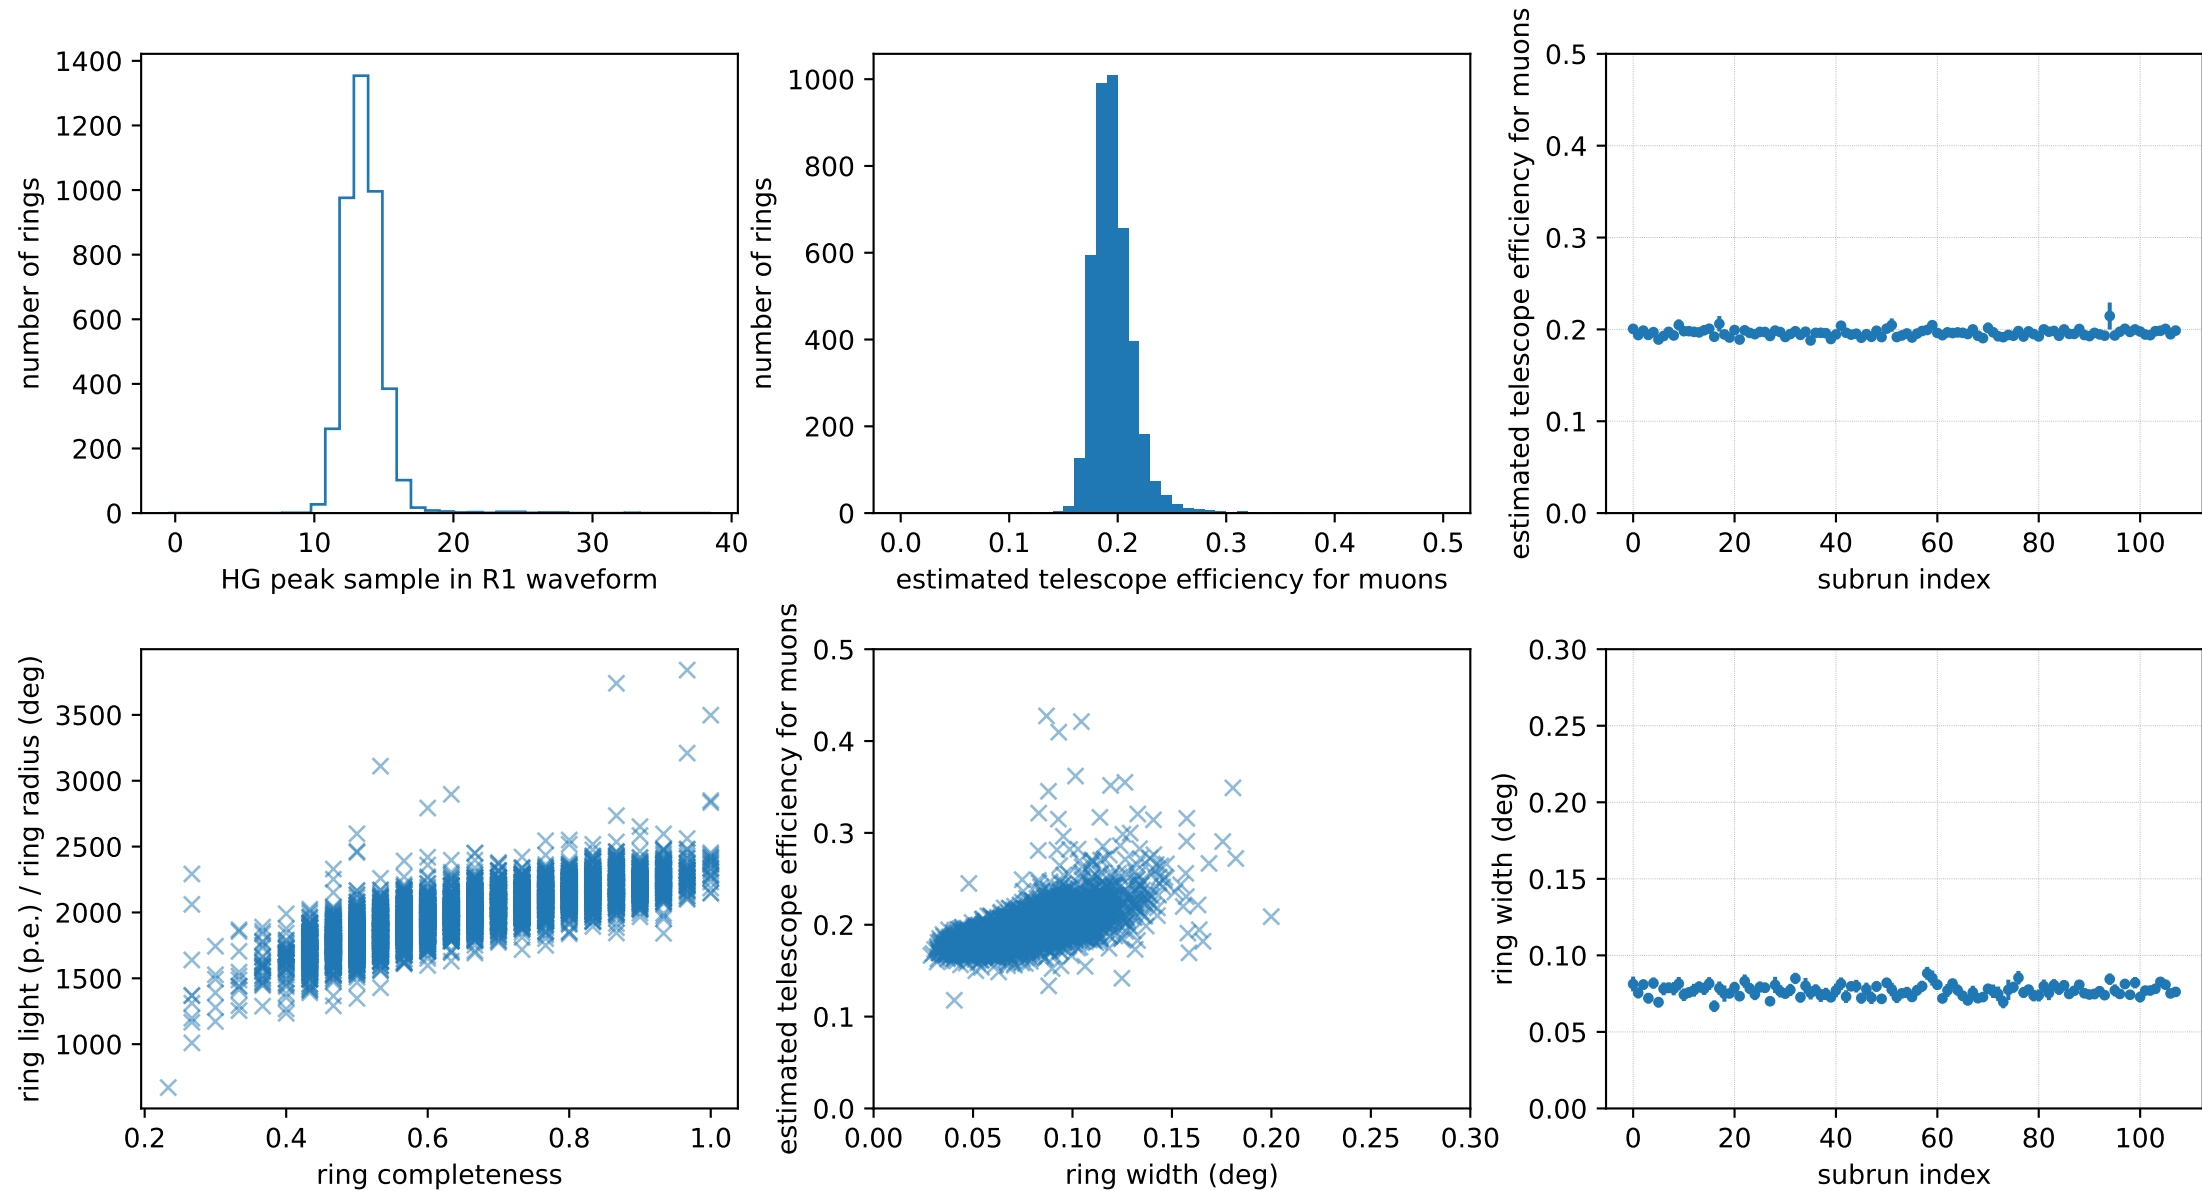 1400
1200
1000
800
600
400
200
0
number of rings
0 10 20 30 40
HG peak sample in R1 waveform
1000
800
600
400
200
0
number of rings
0.0 0.1 0.2 0.3 0.4 0.5
estimated telescope efficiency for muons
0.5
0.4
0.3
0.2
0.1
0.0
estimated telescope efficiency for muons
0 20 40 60 80 100
subrun index
3500
3000
2500
2000
1500
1000
ring light (p.e.) / ring radius (deg)
0.2 0.4 0.6 0.8 1.0
ring completeness
0.5
0.4
0.3
0.2
0.1
0.0
estimated telescope efficiency for muons
0.00 0.05 0.10 0.15 0.20 0.25 0.30
ring width (deg)
0.30
0.25
0.20
0.15
0.10
0.05
0.00
ring width (deg)
0 20 40 60 80 100
subrun index